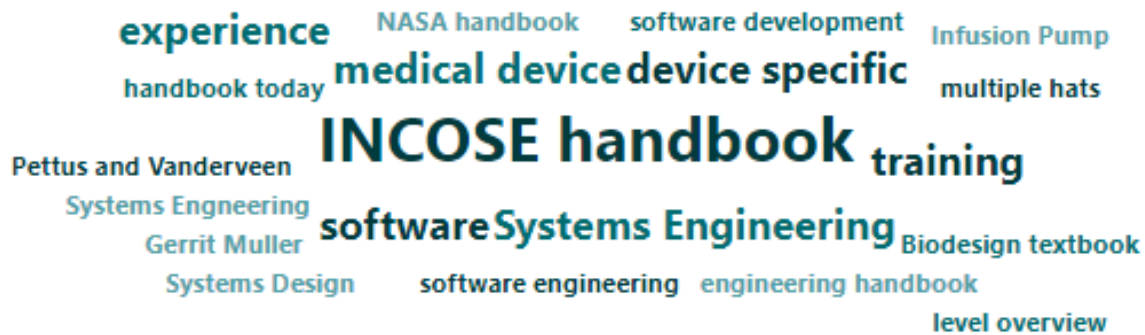 experience NASA handbook software development Infusion Pump
handbook today medical device device specific multiple hats
INCOSE handbook
Pettus and Vanderveen training
Systems Engneering
software Systems Engineering
Gerrit Muller Biodesign textbook
Systems Design software engineering engineering handbook
level overview